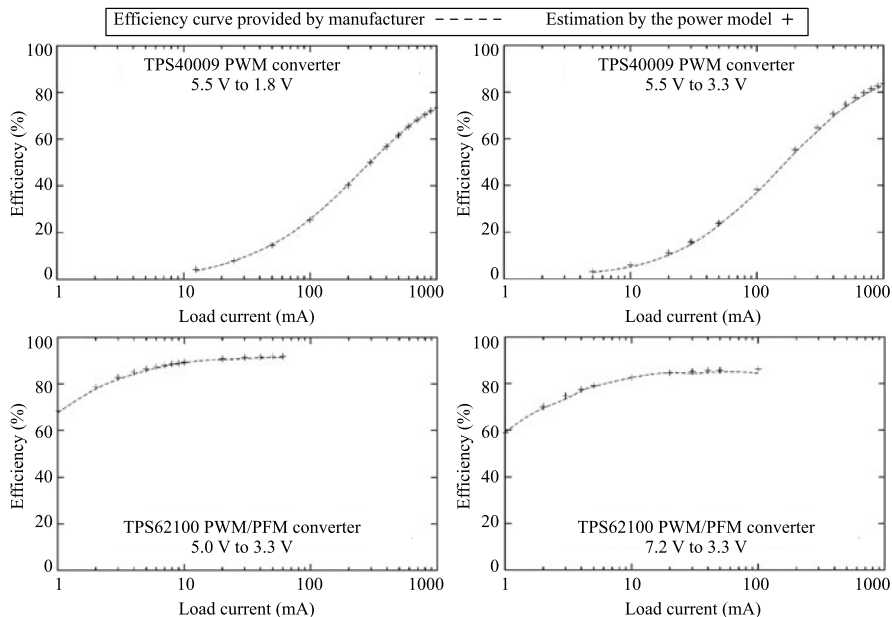 Efficiency curve provided by manufacturer
Estimation by the power model +
TPS40009 PWM converter
5.5 V to 1.8 V
Efficiency (%)
100
80
60
40
20
0
1 10 100 1000
Load current (mA)
TPS40009 PWM converter
5.5 V to 3.3 V
Efficiency (%)
100
80
60
40
20
0
1 10 100 1000
Load current (mA)
TPS62100 PWM/PFM converter
5.0 V to 3.3 V
Efficiency (%)
100
80
60
40
20
0
1 10 100 1000
Load current (mA)
TPS62100 PWM/PFM converter
7.2 V to 3.3 V
Efficiency (%)
100
80
60
40
20
0
1 10 100 1000
Load current (mA)